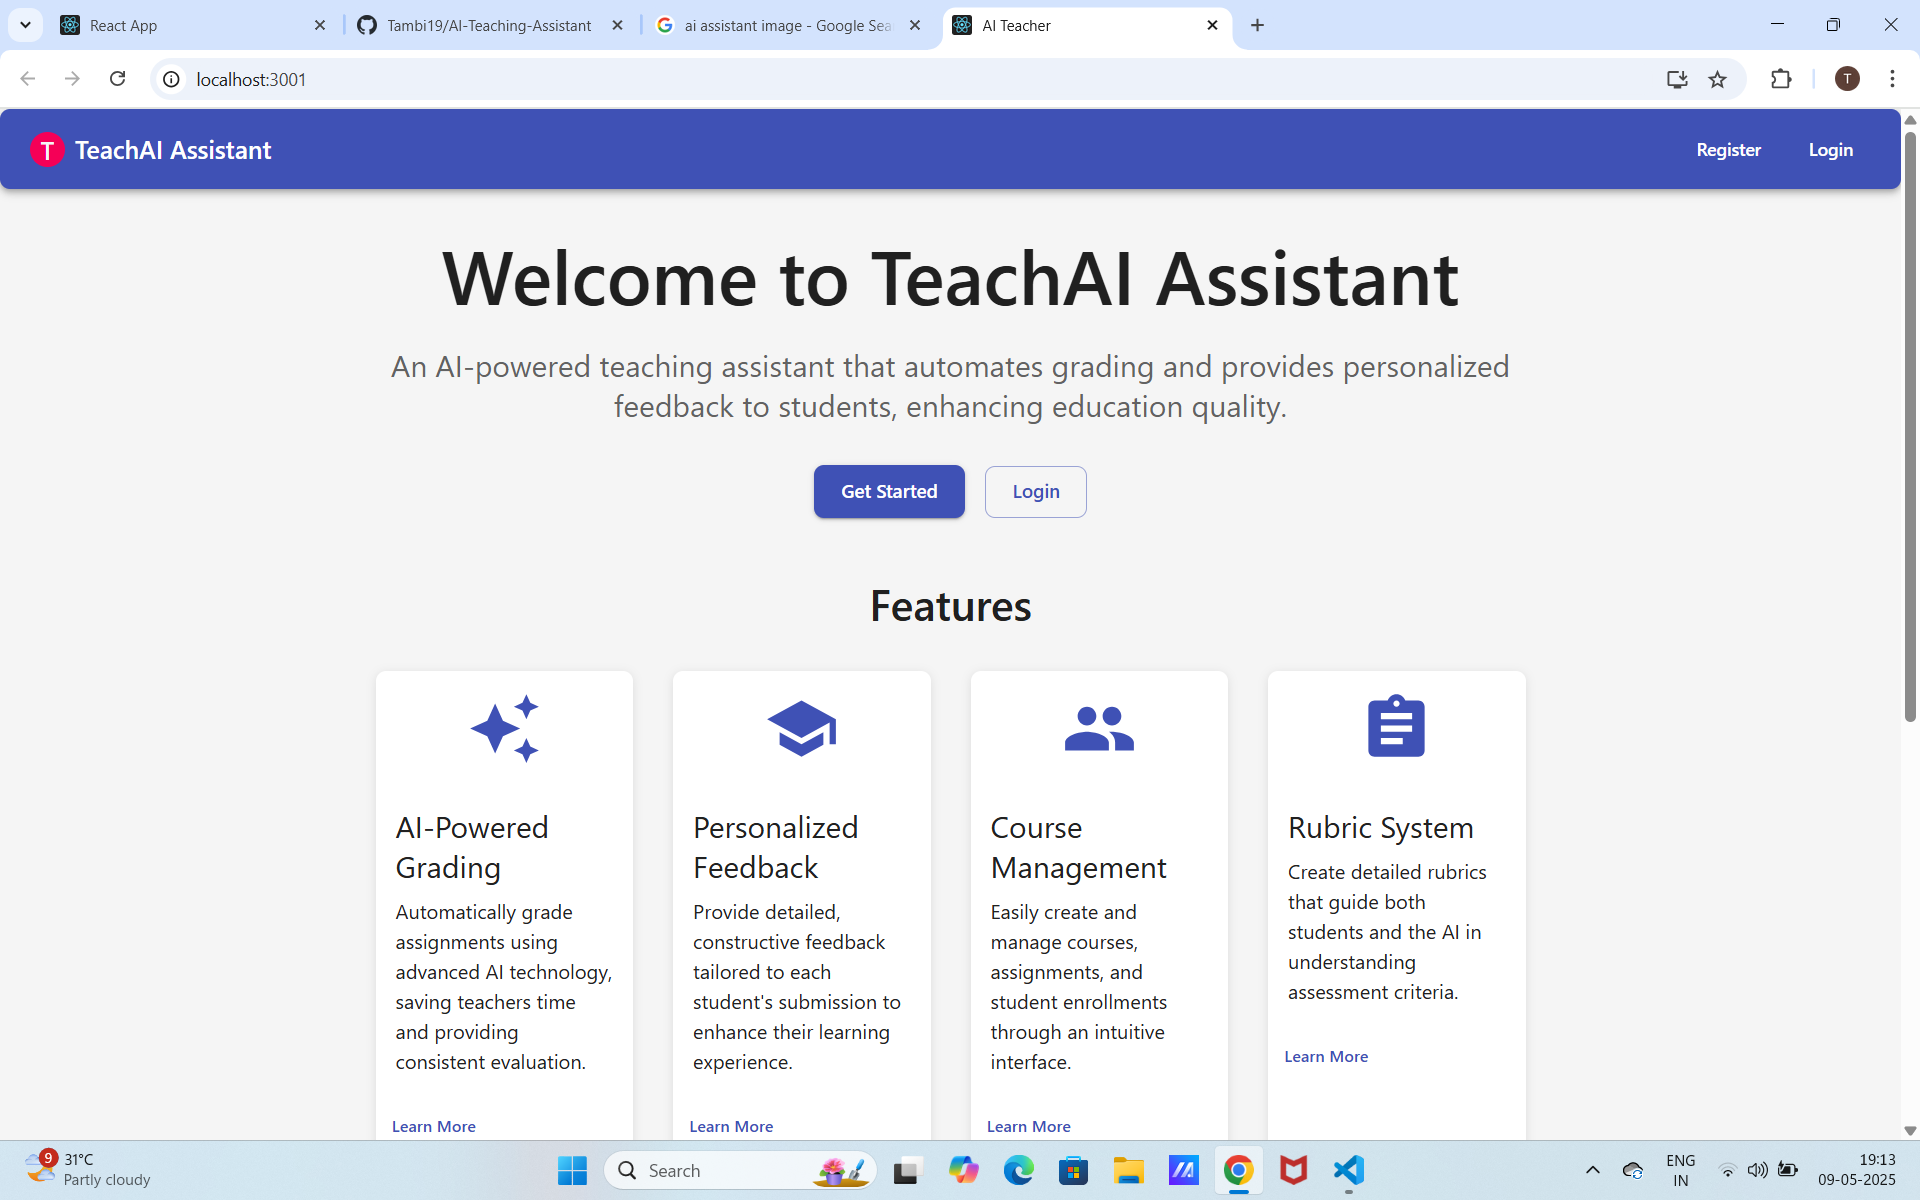 React App
Tambi19/AI-Teaching-Assistant
ai assistant image - Google Sea
AI Teacher
localhost:3001
T
T TeachAI Assistant
Register
Login
Welcome to TeachAI Assistant
An AI-powered teaching assistant that automates grading and provides personalized
feedback to students, enhancing education quality.
Get Started
Login
Features
AI-Powered
Grading
Automatically grade
assignments using
advanced AI technology,
saving teachers time
and providing
consistent evaluation.
Learn More
Personalized
Feedback
Provide detailed,
constructive feedback
tailored to each
student's submission to
enhance their learning
experience.
Learn More
Course
Management
Easily create and
manage courses,
assignments, and
student enrollments
through an intuitive
interface.
Learn More
Rubric System
Create detailed rubrics
that guide both
students and the AI in
understanding
assessment criteria.
Learn More
9
31°C
Partly cloudy
Search
ENG
IN
19:13
09-05-2025